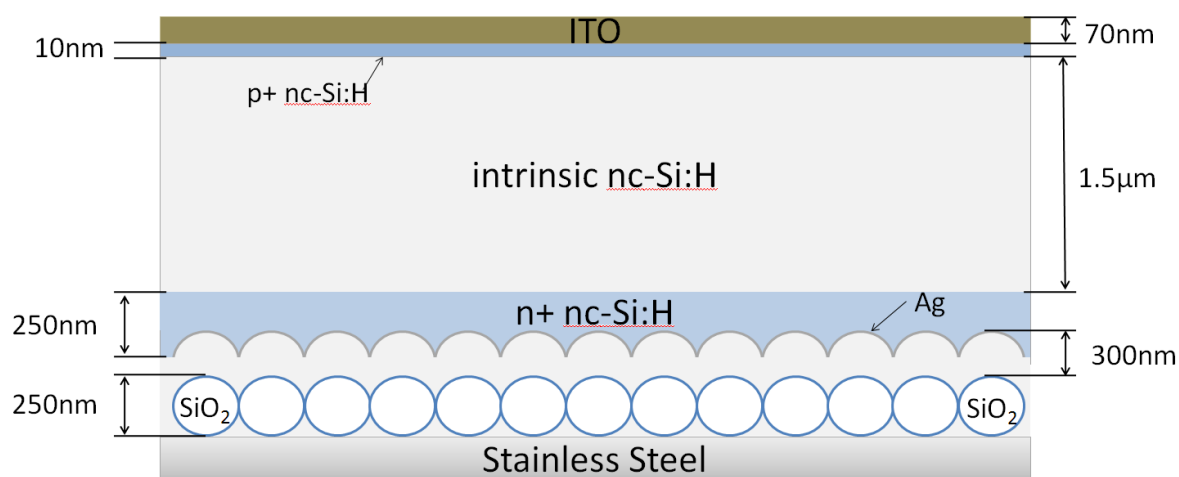 ITO
70nm
10nm
p+ nc-Si:H
intrinsic nc-Si:H
1.5μm
n+ nc-Si:H
Ag
250nm
300nm
250nm
SiO₂
SiO₂
Stainless Steel